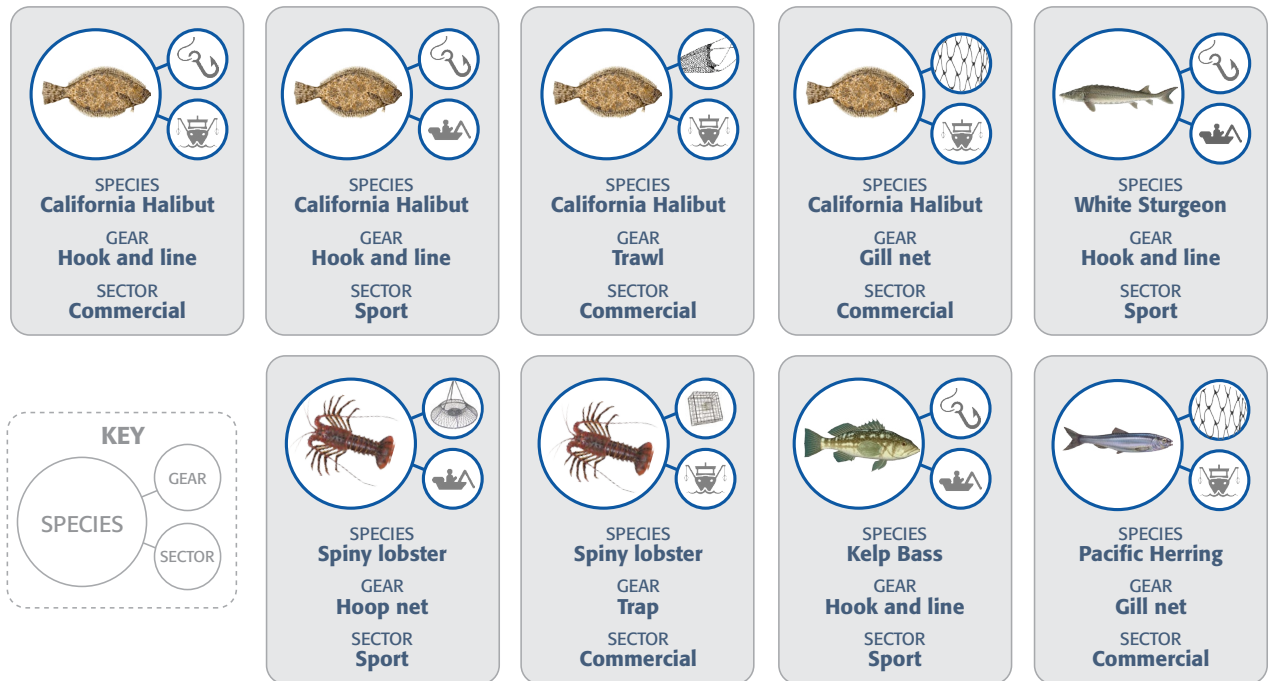 SPECIES
California Halibut
GEAR
Hook and line
SECTOR
Commercial
SPECIES
California Halibut
GEAR
Hook and line
SECTOR
Sport
SPECIES
California Halibut
GEAR
Trawl
SECTOR
Commercial
SPECIES
California Halibut
GEAR
Gill net
SECTOR
Commercial
SPECIES
White Sturgeon
GEAR
Hook and line
SECTOR
Sport
KEY
SPECIES
GEAR
SECTOR
SPECIES
Spiny lobster
GEAR
Hoop net
SECTOR
Sport
SPECIES
Spiny lobster
GEAR
Trap
SECTOR
Commercial
SPECIES
Kelp Bass
GEAR
Hook and line
SECTOR
Sport
SPECIES
Pacific Herring
GEAR
Gill net
SECTOR
Commercial